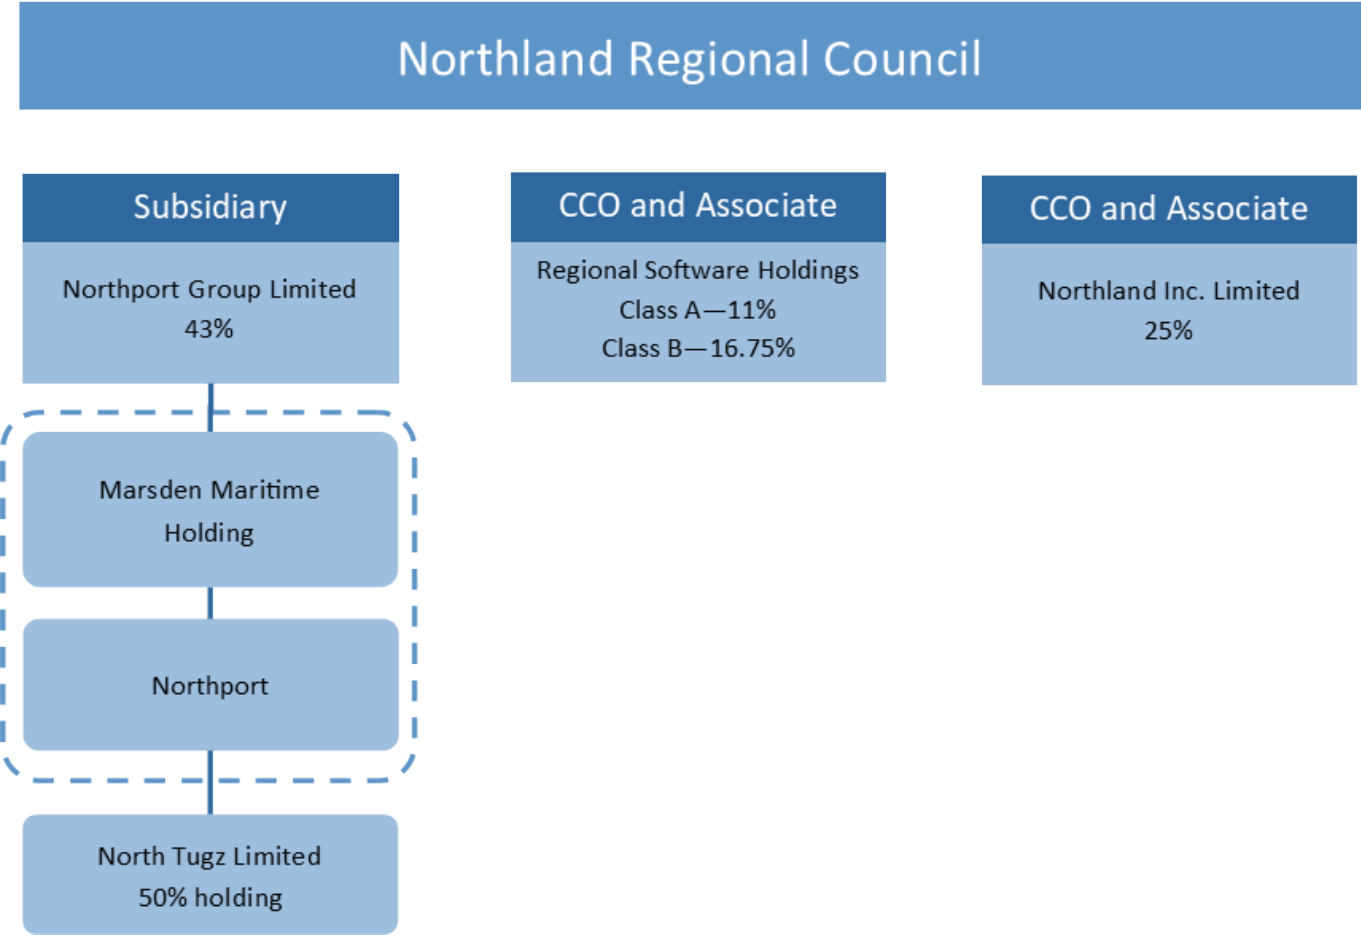 Northland Regional Council
Subsidiary
Northport Group Limited
43%
Marsden Maritime
Holding
Northport
North Tugz Limited
50% holding
CCO and Associate
Regional Software Holdings
Class A—11%
Class B—16.75%
CCO and Associate
Northland Inc. Limited
25%